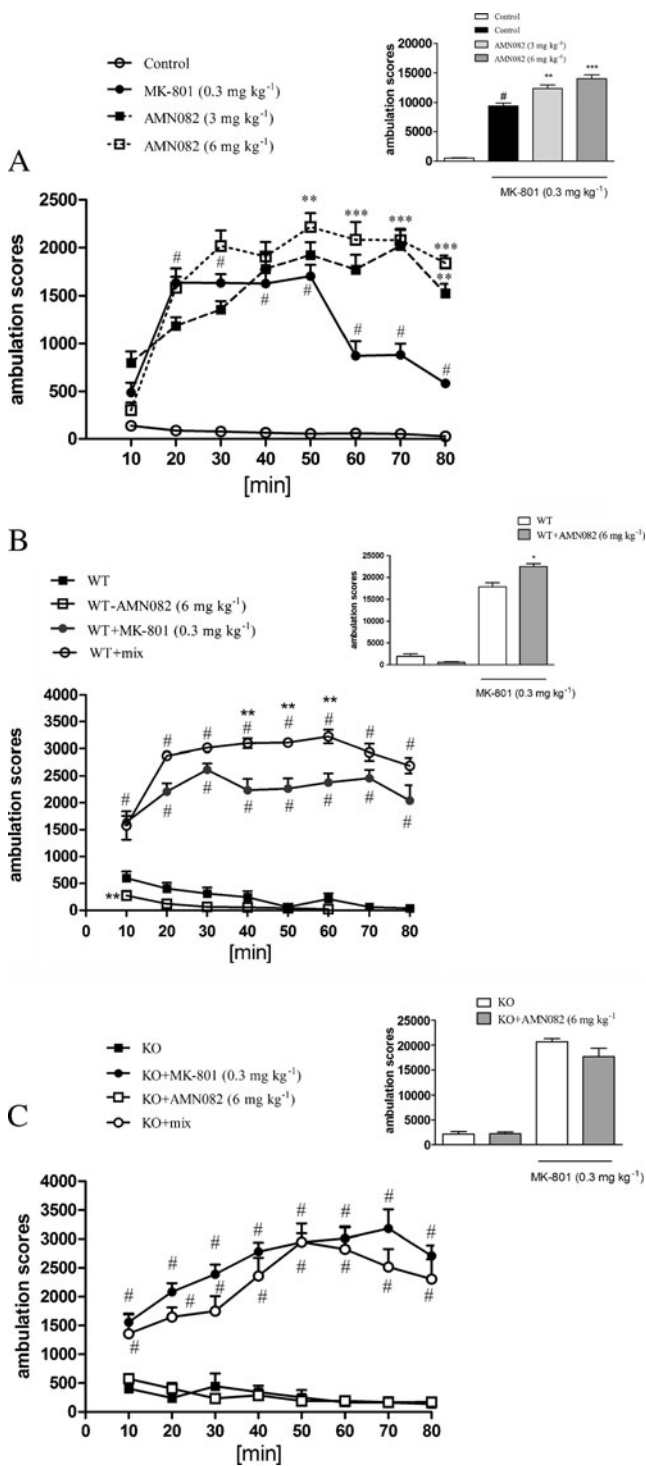 A
Control
MK-801 (0.3 mg kg⁻¹)
AMN082 (3 mg kg⁻¹)
AMN082 (6 mg kg⁻¹)
Control
Control
AMN082 (3 mg kg⁻¹)
AMN082 (6 mg kg⁻¹)
ambulation scores
20000
15000
10000
5000
0
#
**
***
MK-801 (0.3 mg kg⁻¹)
ambulation scores
2500
2000
1500
1000
500
0
# # # # # # #
** *** *** ***
**
10 20 30 40 50 60 70 80
[min]
B
WT
WT-AMN082 (6 mg kg⁻¹)
WT+MK-801 (0.3 mg kg⁻¹)
WT+mix
WT
WT+AMN082 (6 mg kg⁻¹)
ambulation scores
25000
20000
15000
10000
5000
0
*
MK-801 (0.3 mg kg⁻¹)
ambulation scores
4000
3500
3000
2500
2000
1500
1000
500
0
** ** **
# # # # # # # #
# # # # # # #
**
0 10 20 30 40 50 60 70 80
[min]
C
KO
KO+MK-801 (0.3 mg kg⁻¹)
KO+AMN082 (6 mg kg⁻¹)
KO+mix
KO
KO+AMN082 (6 mg kg⁻¹
ambulation scores
25000
20000
15000
10000
5000
0
MK-801 (0.3 mg kg⁻¹)
ambulation scores
4000
3500
3000
2500
2000
1500
1000
500
0
# # # # # # # #
# # # # # # # #
0 10 20 30 40 50 60 70 80
[min]